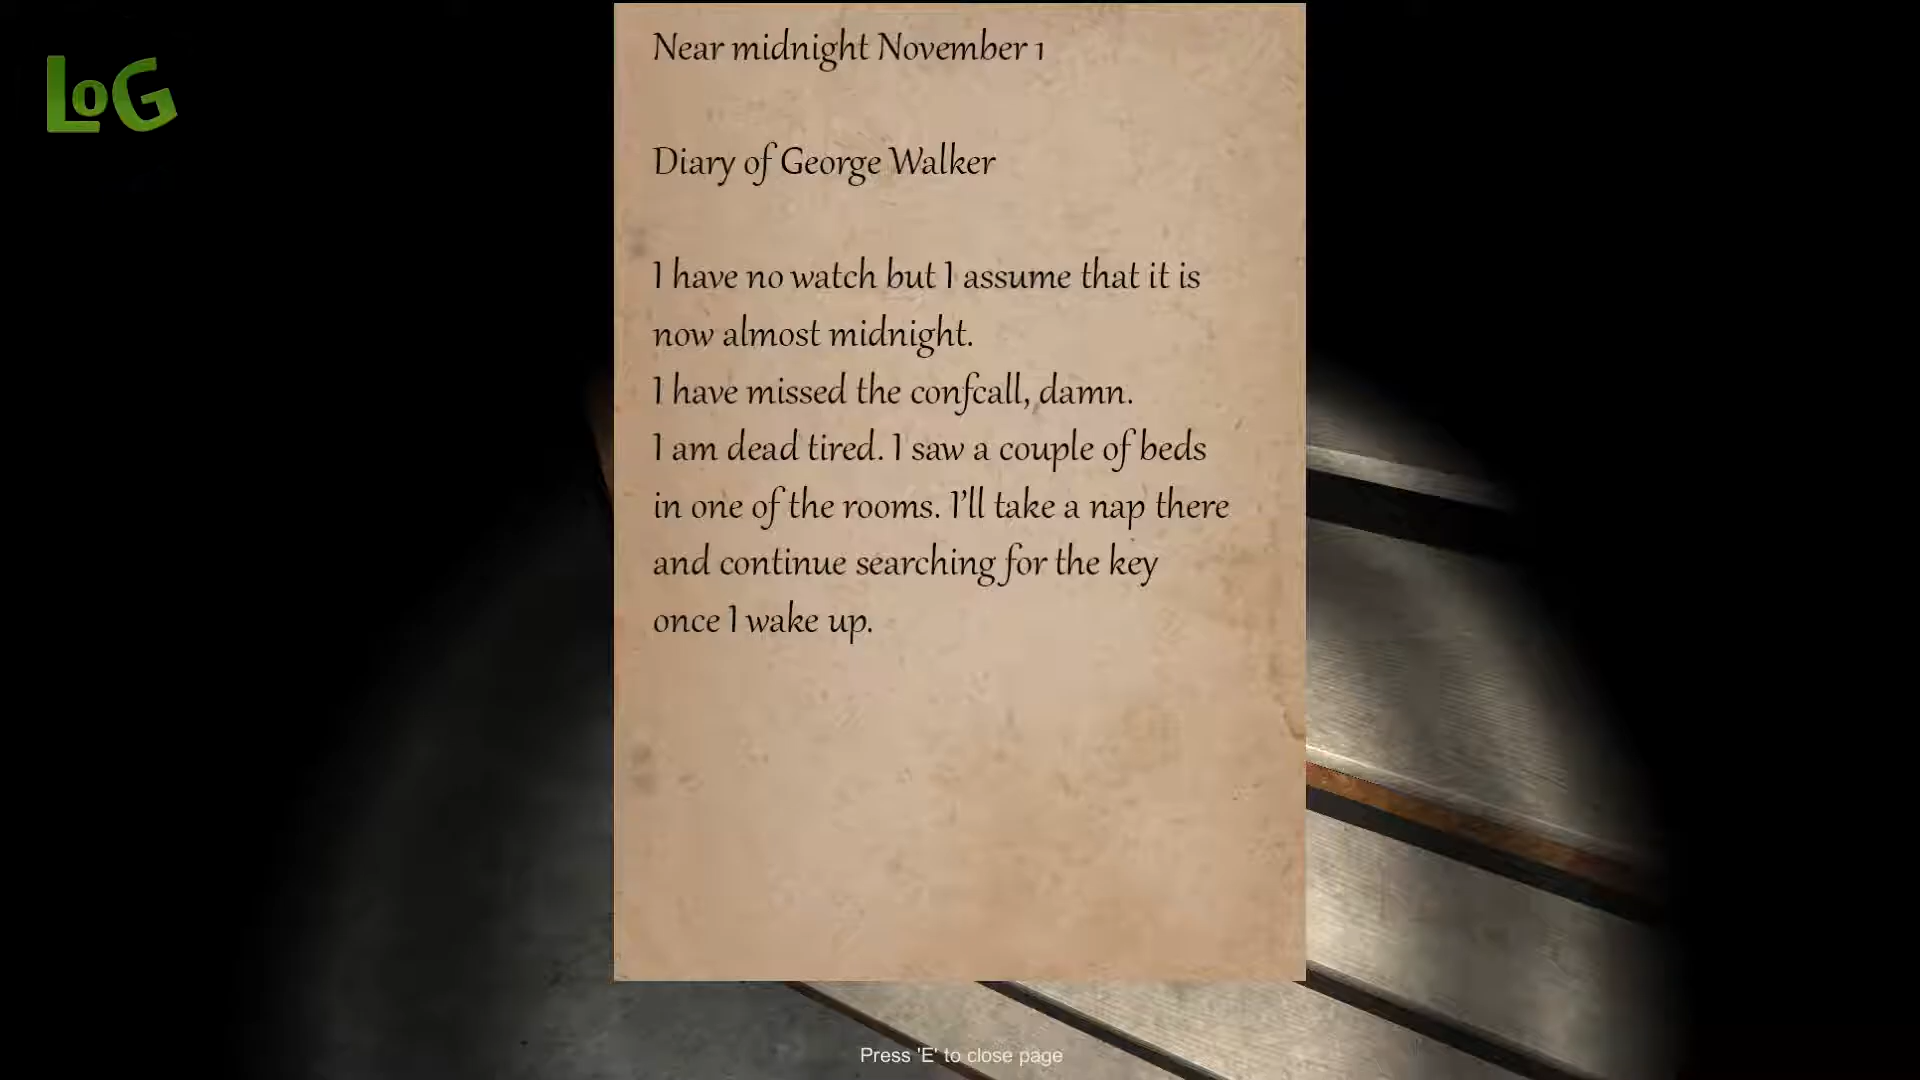 LoG
Near midnight November 1
Diary of George Walker
I have no watch but I assume that it is
now almost midnight.
I have missed the confcall, damn.
I am dead tired. I saw a couple of beds
in one of the rooms. I'll take a nap there
and continue searching for the key
once I wake up.
Press 'E' to close page